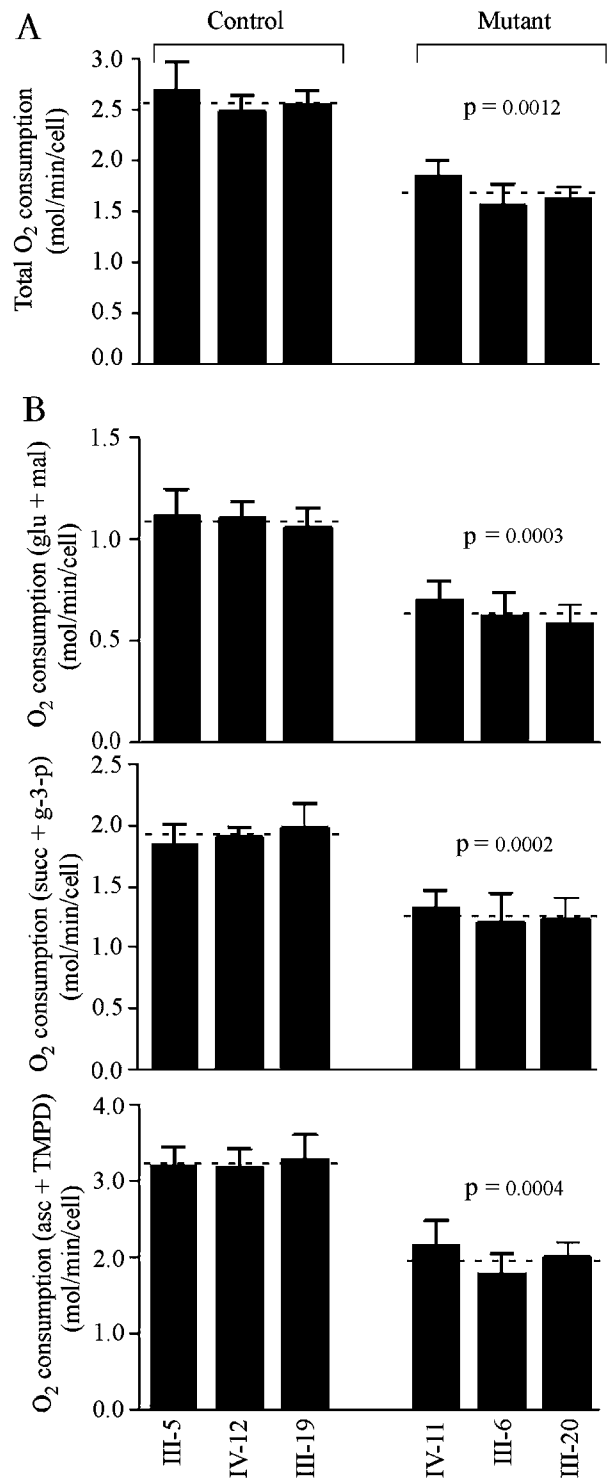 A
Control
Mutant
Total O₂ consumption
(mol/min/cell)
3.0
2.5
2.0
1.5
1.0
0.5
0.0
p = 0.0012
B
O₂ consumption (glu + mal)
(mol/min/cell)
1.5
1.0
0.5
0.0
p = 0.0003
O₂ consumption (succ + g-3-p)
(mol/min/cell)
2.5
2.0
1.5
1.0
0.5
0.0
p = 0.0002
O₂ consumption (asc + TMPD)
(mol/min/cell)
4.0
3.0
2.0
1.0
0.0
p = 0.0004
III-5
IV-12
III-19
IV-11
III-6
III-20